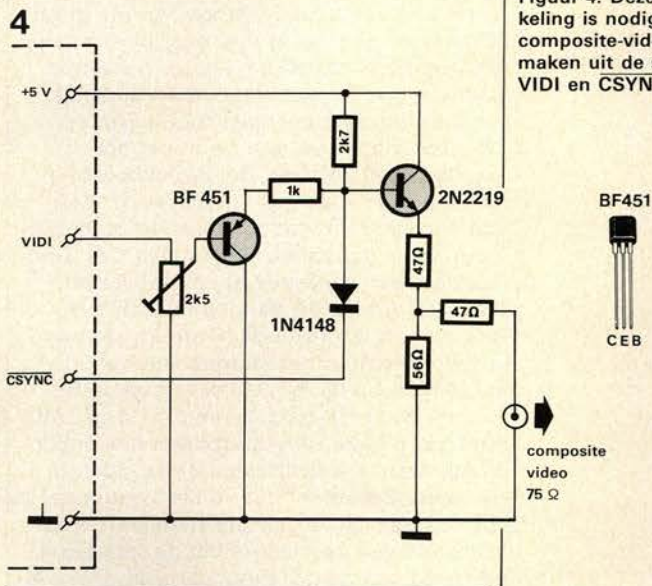 4
Figuur 4. Deze
keling is nodig
composite-vid
maken uit de
VIDI en CSYN
+5 V
2k7
BF 451
1k
2N2219
BF451
VIDI
2k5
47Ω
47Ω
1N4148
C E B
CSYNC
56Ω
composite
video
75 Ω